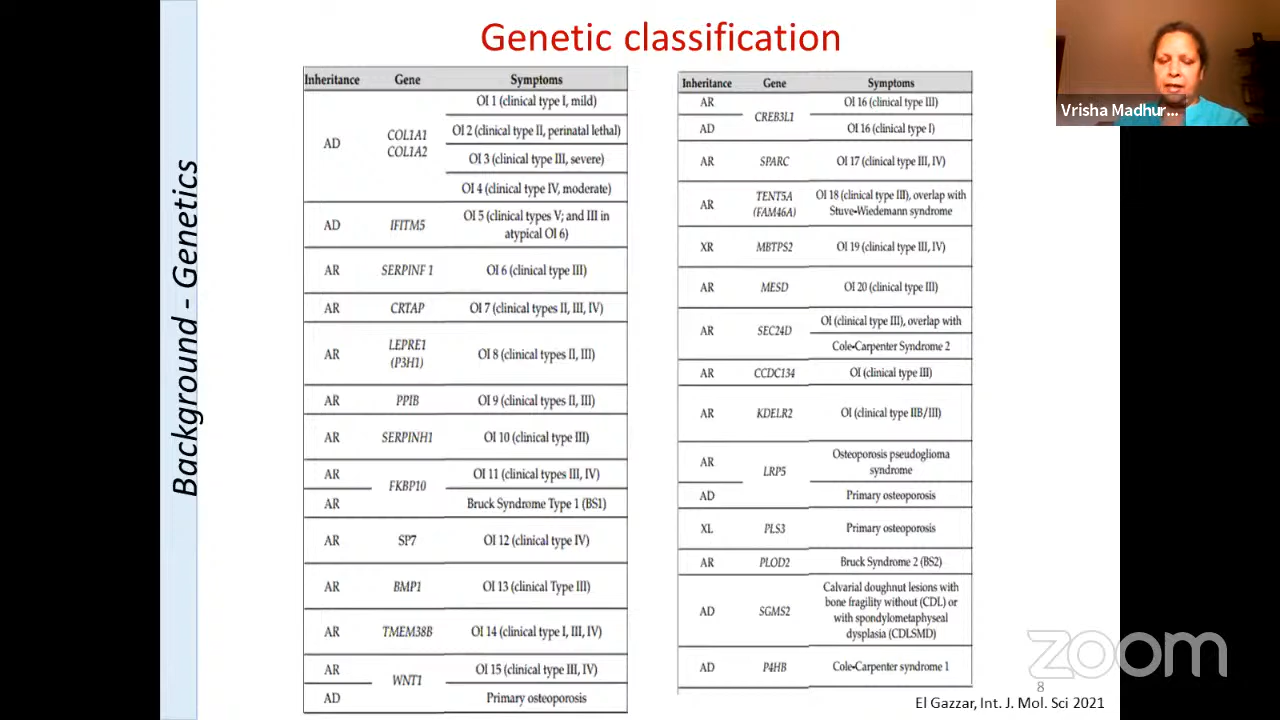 Genetic classification
Background - Genetics
Inheritance Gene Symptoms
AD COL1A1 COL1A2 OI 1 (clinical type I, mild)
OI 2 (clinical type II, perinatal lethal)
OI 3 (clinical type III, severe)
OI 4 (clinical type IV, moderate)
AD IFITM5 OI 5 (clinical types V; and III in
atypical OI 6)
AR SERPINF 1 OI 6 (clinical type III)
AR CRTAP OI 7 (clinical types II, III, IV)
AR LEPRE1 (P3H1) OI 8 (clinical types II, III)
AR PPIB OI 9 (clinical types II, III)
AR SERPINH1 OI 10 (clinical type III)
AR FKBP10 OI 11 (clinical types III, IV)
AR Bruck Syndrome Type 1 (BS1)
AR SP7 OI 12 (clinical type IV)
AR BMP1 OI 13 (clinical Type III)
AR TMEM38B OI 14 (clinical type I, III, IV)
AR WNT1 OI 15 (clinical type III, IV)
AD Primary osteoporosis
Inheritance Gene Symptoms
AR CREB3L1 OI 16 (clinical type III)
AD OI 16 (clinical type I)
AR SPARC OI 17 (clinical type III, IV)
AR TENT5A (FAM46A) OI 18 (clinical type III), overlap with
Stuve-Wiedemann syndrome
XR MBTPS2 OI 19 (clinical type III, IV)
AR MESD OI 20 (clinical type III)
AR SEC24D OI (clinical type III), overlap with
Cole-Carpenter Syndrome 2
AR CCDC134 OI (clinical type III)
AR KDELR2 OI (clinical type IIB/III)
AR LRP5 Osteoporosis pseudoglioma
syndrome
AD Primary osteoporosis
XL PLS3 Primary osteoporosis
AR PLOD2 Bruck Syndrome 2 (BS2)
AD SGMS2 Calvarial doughnut lesions with
bone fragility without (CDL) or
with spondylometaphyseal
dysplasia (CDLSMD)
AD P4HB Cole-Carpenter syndrome 1
8
El Gazzar, Int. J. Mol. Sci 2021
Vrisha Madhur...
zoom